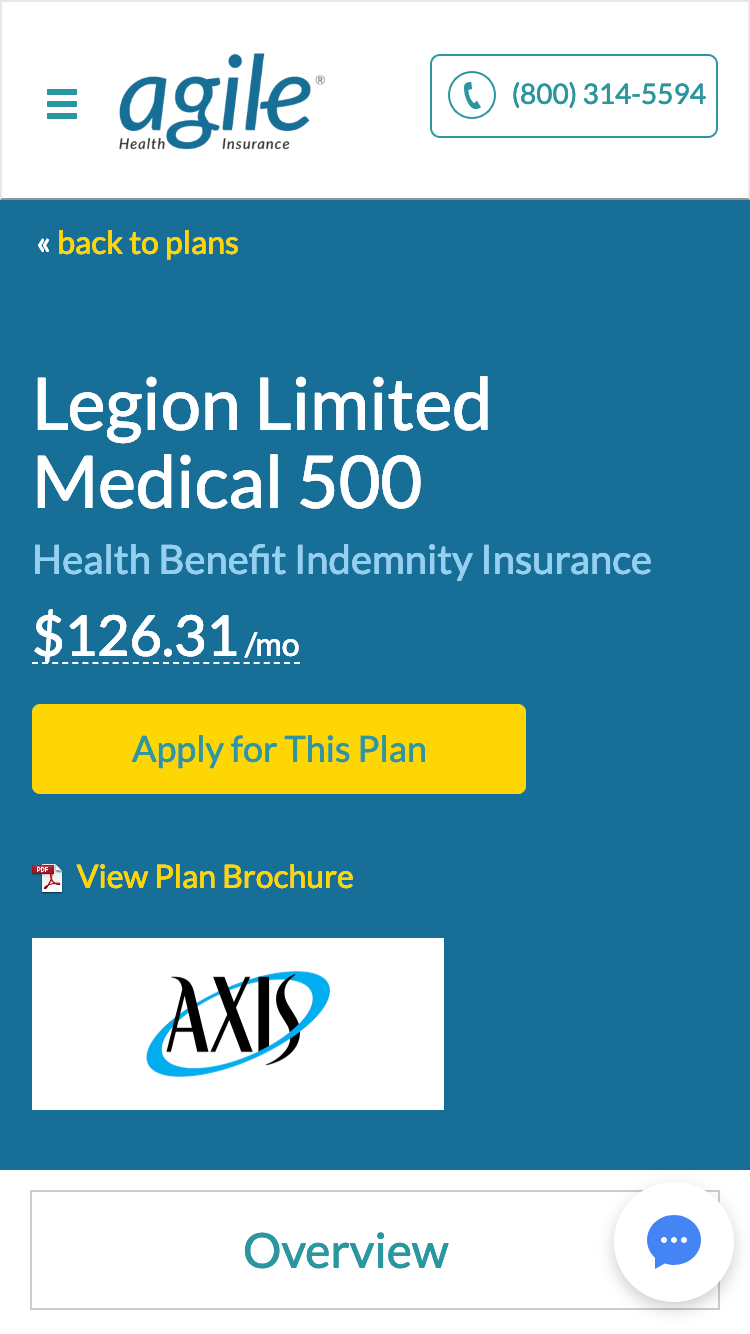 agile®
Health Insurance
(800) 314-5594
« back to plans
Legion Limited
Medical 500
Health Benefit Indemnity Insurance
$126.31 /mo
Apply for This Plan
PDF View Plan Brochure
AXIS
Overview